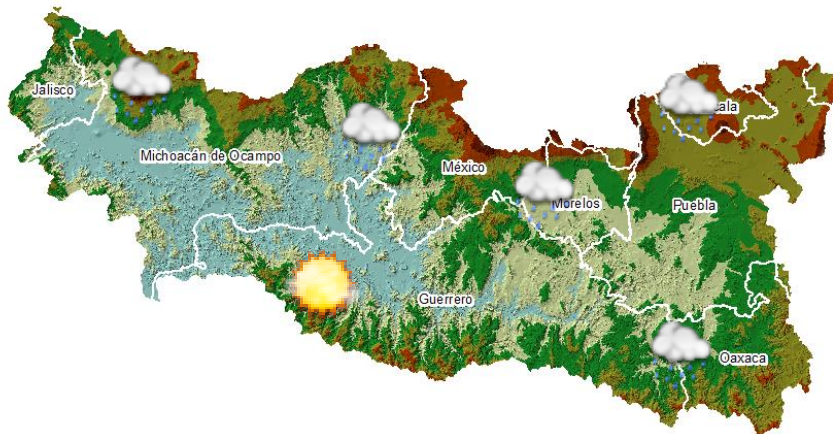 Jalisco
Michoacán de Ocampo
México
Morelos
Puebla
Guerrero
Oaxaca